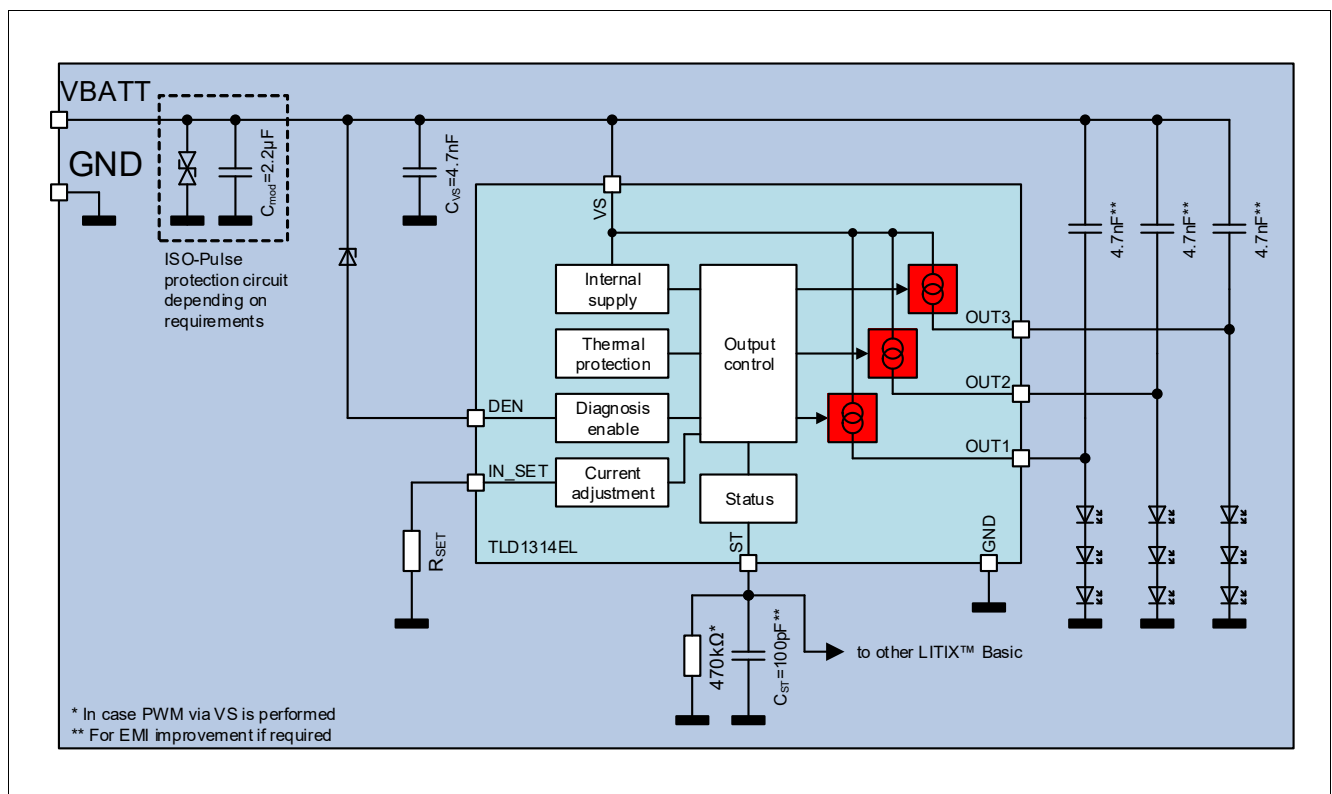 VBATT
GND
Cmod=2.2µF
ISO-Pulse
protection circuit
depending on
requirements
CVS=4.7nF
VS
4.7nF**
4.7nF**
4.7nF**
Internal
supply
Thermal
protection
Output
control
Diagnosis
enable
Current
adjustment
Status
OUT3
OUT2
OUT1
DEN
IN_SET
RSET
TLD1314EL
ST
GND
470kΩ*
CST=100pF**
to other LITIX™ Basic
* In case PWM via VS is performed
** For EMI improvement if required